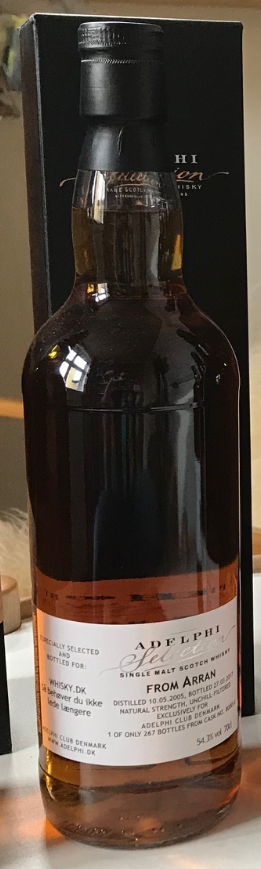 HI
RARE SCOTCH
WHISKY
ESPECIALLY SELECTED
AND
BOTTLED FOR:
WHISKY.DK
Så behøver du ikke
lede længere
ADELPHI CLUB DENMARK
WWW.ADELPHI.DK
ADELPHI
Selection
SINGLE MALT SCOTCH WHISKY
FROM ARRAN
DISTILLED 10.05.2005, BOTTLED 27.02.2017
NATURAL STRENGTH, UNCHILL FILTERED
EXCLUSIVELY FOR
ADELPHI CLUB DENMARK
1 OF ONLY 267 BOTTLES FROM CASK NO.
54.3% vol 70cl